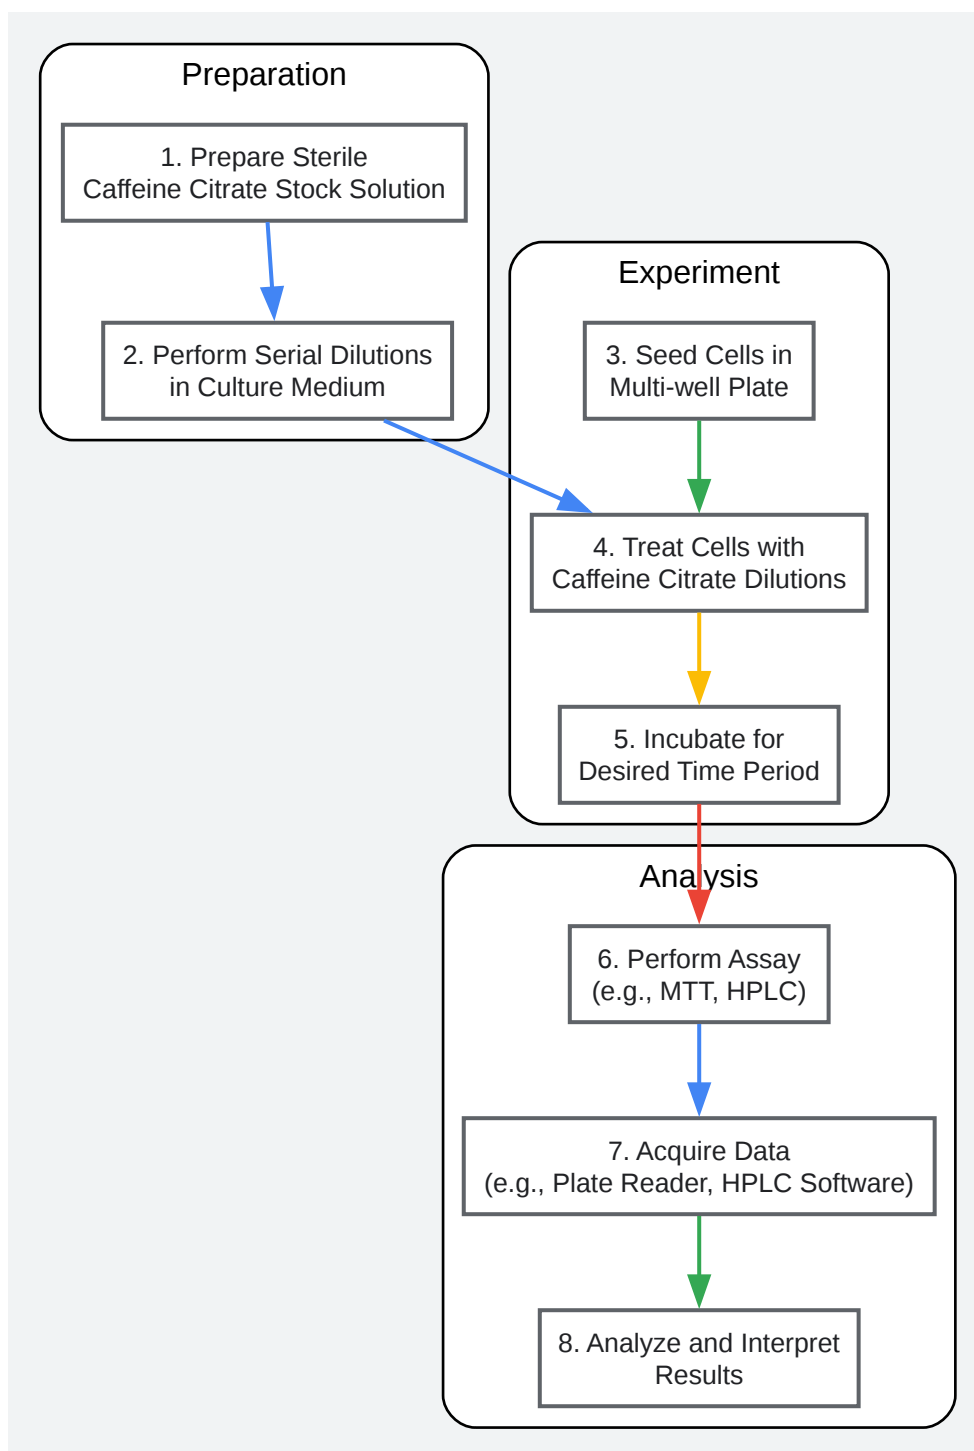 Preparation
1. Prepare Sterile
Caffeine Citrate Stock Solution
2. Perform Serial Dilutions
in Culture Medium
Experiment
3. Seed Cells in
Multi-well Plate
4. Treat Cells with
Caffeine Citrate Dilutions
5. Incubate for
Desired Time Period
Analysis
6. Perform Assay
(e.g., MTT, HPLC)
7. Acquire Data
(e.g., Plate Reader, HPLC Software)
8. Analyze and Interpret
Results